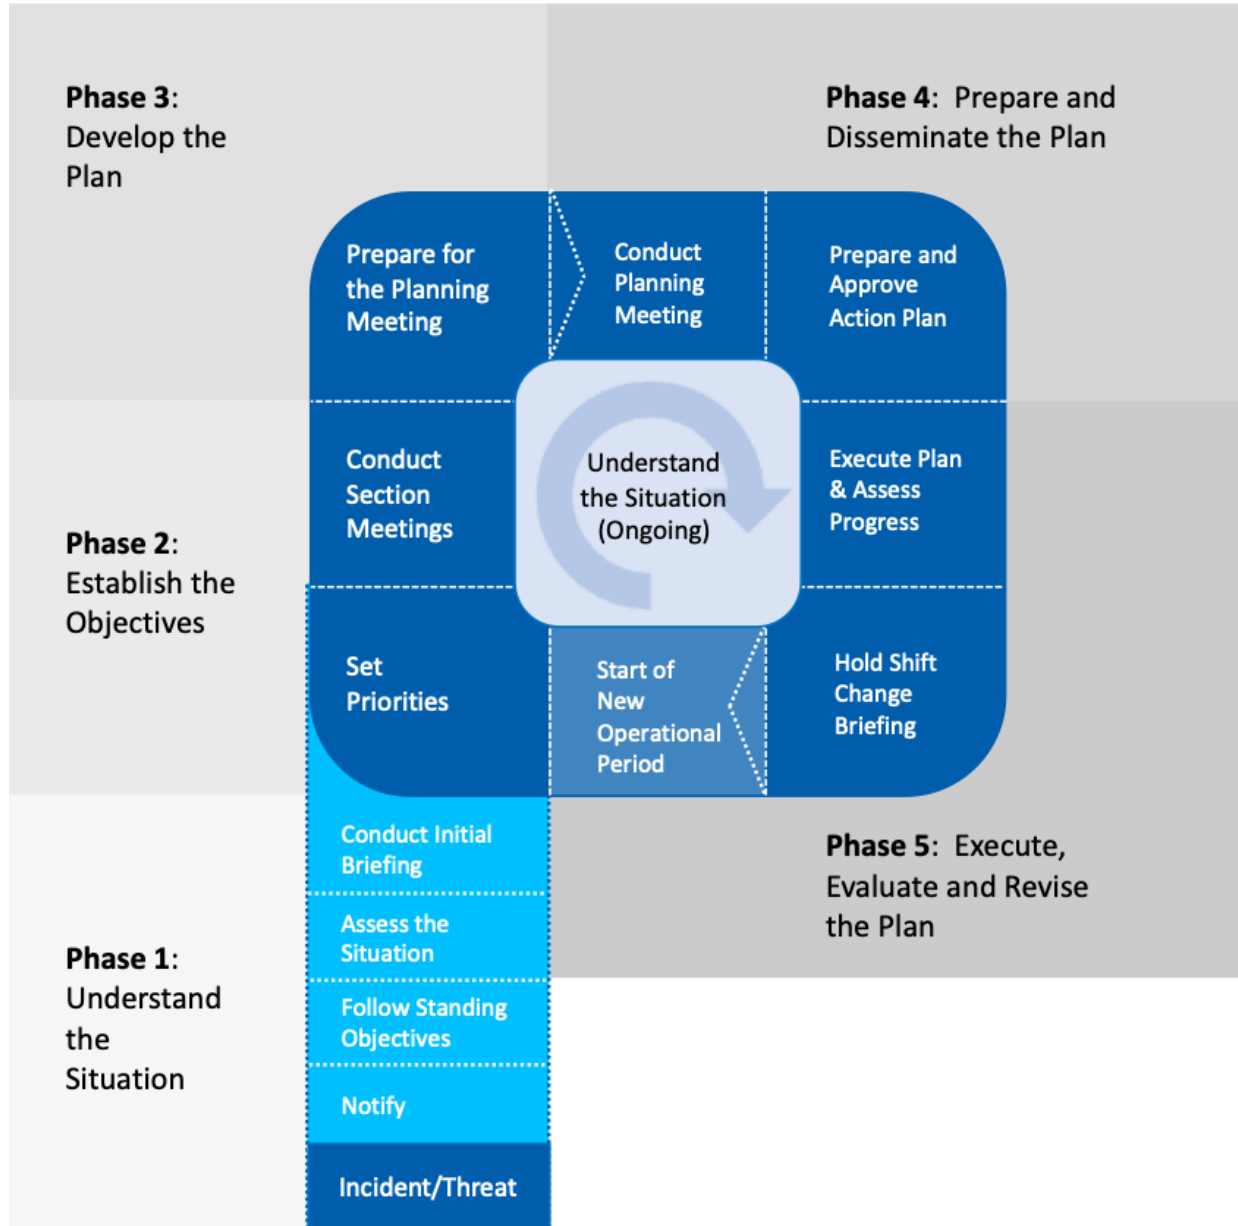 Phase 3:
Develop the
Plan
Phase 4:  Prepare and
Disseminate the Plan
Prepare for
the Planning
Meeting
Conduct
Planning
Meeting
Prepare and
Approve
Action Plan
Conduct
Section
Meetings
Understand
the Situation
(Ongoing)
Execute Plan
& Assess
Progress
Phase 2:
Establish the
Objectives
Set
Priorities
Start of
New
Operational
Period
Hold Shift
Change
Briefing
Conduct Initial
Briefing
Phase 5:  Execute,
Evaluate and Revise
the Plan
Assess the
Situation
Phase 1:
Understand
the
Situation
Follow Standing
Objectives
Notify
Incident/Threat